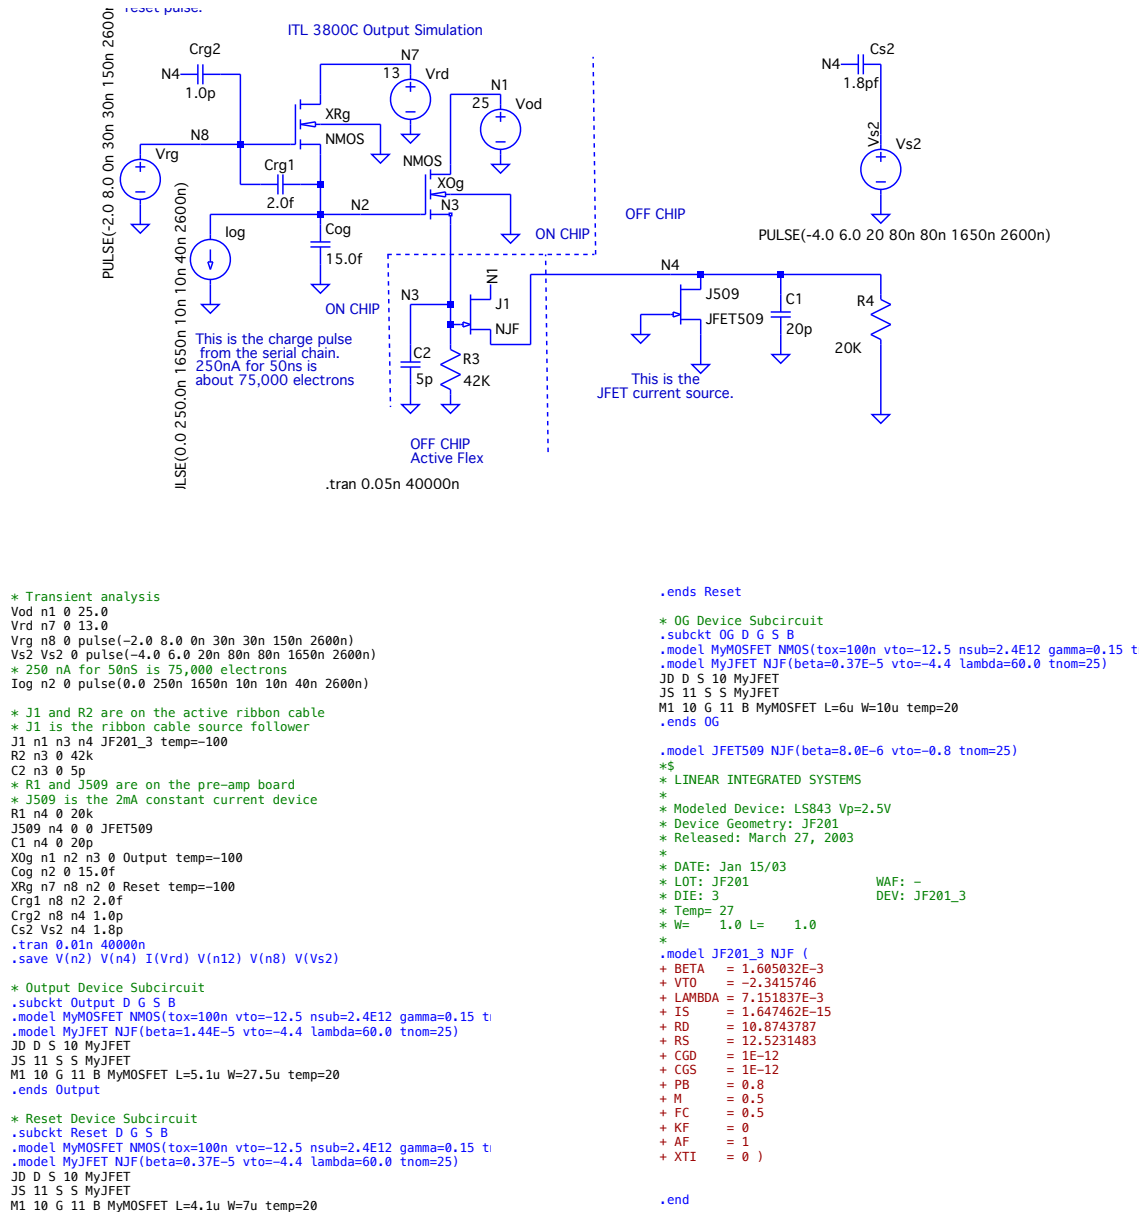 reset pulse.
ITL 3800C Output Simulation
PULSE(-2.0 8.0 0n 30n 30n 150n 2600n
Crg2
N4
1.0p
N7
13
Vrd
N1
25
Vod
XRg
NMOS
N8
Vrg
Crg1
2.0f
NMOS
XOg
N3
N2
Iog
Cog
15.0f
ON CHIP
OFF CHIP
Cs2
N4
1.8pf
Vs2
Vs2
PULSE(-4.0 6.0 20 80n 80n 1650n 2600n)
JLSE(0.0 250.0n 1650n 10n 10n 40n 2600n)
This is the charge pulse
from the serial chain.
250nA for 50ns is
about 75,000 electrons
ON CHIP
N3
N1
J1
NJF
C2
5p
R3
42K
OFF CHIP
Active Flex
N4
J509
JFET509
This is the
JFET current source.
C1
20p
R4
20K
.tran 0.05n 40000n
* Transient analysis
Vod n1 0 25.0
Vrd n7 0 13.0
Vrg n8 0 pulse(-2.0 8.0 0n 30n 30n 150n 2600n)
Vs2 Vs2 0 pulse(-4.0 6.0 20n 80n 80n 1650n 2600n)
* 250 nA for 50nS is 75,000 electrons
Iog n2 0 pulse(0.0 250n 1650n 10n 10n 40n 2600n)
* J1 and R2 are on the active ribbon cable
* J1 is the ribbon cable source follower
J1 n1 n3 n4 JF201_3 temp=-100
R2 n3 0 42k
C2 n3 0 5p
* R1 and J509 are on the pre-amp board
* J509 is the 2mA constant current device
R1 n4 0 20k
J509 n4 0 0 JFET509
C1 n4 0 20p
XOg n1 n2 n3 0 Output temp=-100
Cog n2 0 15.0f
XRg n7 n8 n2 0 Reset temp=-100
Crg1 n8 n2 2.0f
Crg2 n8 n4 1.0p
Cs2 Vs2 n4 1.8p
.tran 0.01n 40000n
.save V(n2) V(n4) I(Vrd) V(n12) V(n8) V(Vs2)
* Output Device Subcircuit
.subckt Output D G S B
.model MyMOSFET NMOS(tox=100n vto=-12.5 nsub=2.4E12 gamma=0.15
.model MyJFET NJF(beta=1.44E-5 vto=-4.4 lambda=60.0 tnom=25)
JD D S 10 MyJFET
JS 11 S S MyJFET
M1 10 G 11 B MyMOSFET L=5.1u W=27.5u temp=20
.ends Output
* Reset Device Subcircuit
.subckt Reset D G S B
.model MyMOSFET NMOS(tox=100n vto=-12.5 nsub=2.4E12 gamma=0.15
.model MyJFET NJF(beta=0.37E-5 vto=-4.4 lambda=60.0 tnom=25)
JD D S 10 MyJFET
JS 11 S S MyJFET
M1 10 G 11 B MyMOSFET L=4.1u W=7u temp=20
.ends Reset
* OG Device Subcircuit
.subckt OG D G S B
.model MyMOSFET NMOS(tox=100n vto=-12.5 nsub=2.4E12 gamma=0.15 t
.model MyJFET NJF(beta=0.37E-5 vto=-4.4 lambda=60.0 tnom=25)
JD D S 10 MyJFET
JS 11 S S MyJFET
M1 10 G 11 B MyMOSFET L=6u W=10u temp=20
.ends OG
.model JFET509 NJF(beta=8.0E-6 vto=-0.8 tnom=25)
*$
* LINEAR INTEGRATED SYSTEMS
*
* Modeled Device: LS843 Vp=2.5V
* Device Geometry: JF201
* Released: March 27, 2003
*
* DATE: Jan 15/03
* LOT: JF201 WAF: -
* DIE: 3 DEV: JF201_3
* Temp= 27
* W= 1.0 L= 1.0
*
.model JF201_3 NJF (
+ BETA = 1.605032E-3
+ VTO = -2.3415746
+ LAMBDA = 7.151837E-3
+ IS = 1.647462E-15
+ RD = 10.8743787
+ RS = 12.5231483
+ CGD = 1E-12
+ CGS = 1E-12
+ PB = 0.8
+ M = 0.5
+ FC = 0.5
+ KF = 0
+ AF = 1
+ XTI = 0 )
.end